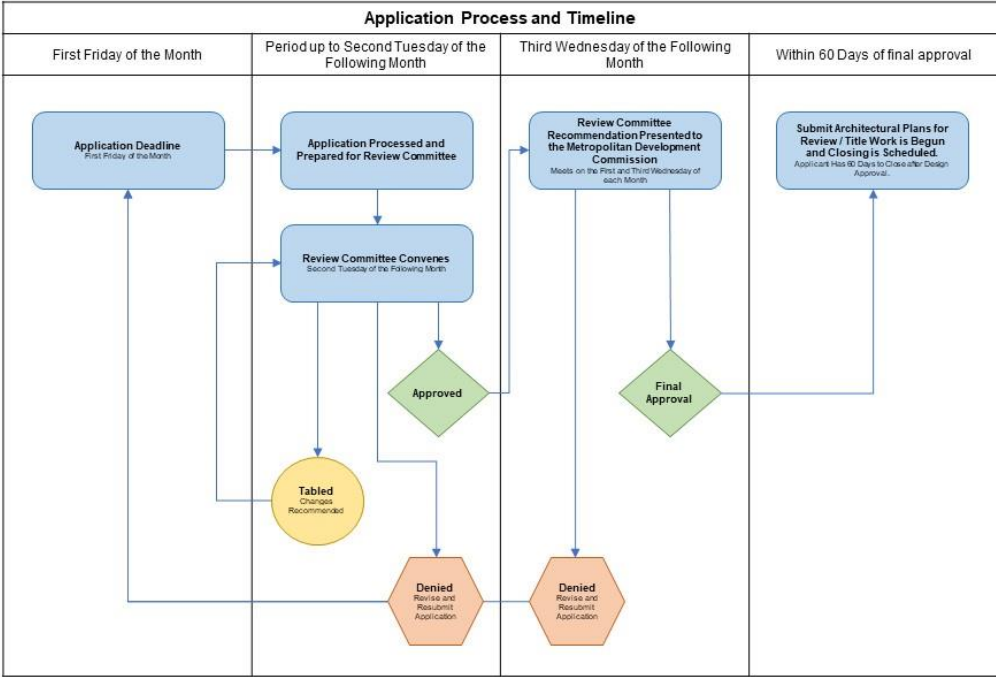 Application Process and Timeline
First Friday of the Month
Period up to Second Tuesday of the
Following Month
Third Wednesday of the Following
Month
Within 60 Days of final approval
Application Deadline
First Friday of the Month
Application Processed and
Prepared for Review Committee
Review Committee
Recommendation Presented to
the Metropolitan Development
Commission
Meets on the First and Third Wednesday of
each Month
Submit Architectural Plans for
Review / Title Work is Begun
and Closing is Scheduled.
Applicant Has 60 Days to Close after Design
Approval.
Review Committee Convenes
Second Tuesday of the Following Month
Approved
Final
Approval
Tabled
Changes
Recommended
Denied
Revise and
Resubmit
Application
Denied
Revise and
Resubmit
Application